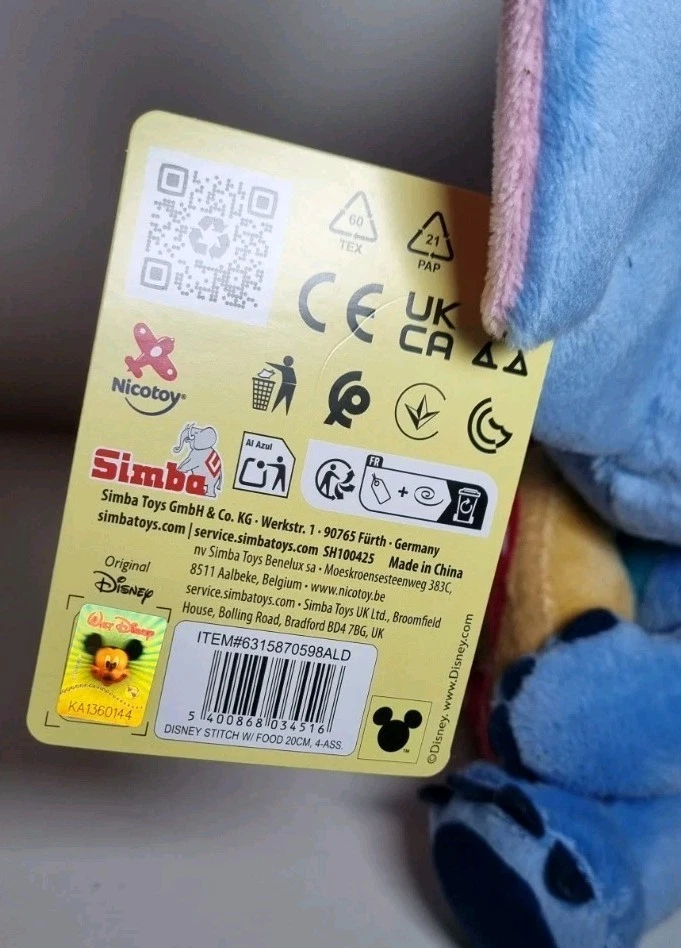 60
TEX
21
PAP
CE
UK
CA
Nicotoy®
Al Azul
FR
+
Simba
Simba Toys GmbH & Co. KG · Werkstr. 1 · 90765 Fürth · Germany
simbatoys.com | service.simbatoys.com SH100425 Made in China
nv Simba Toys Benelux sa · Moeskroensesteenweg 383C,
8511 Aalbeke, Belgium · www.nicotoy.be
service.simbatoys.com · Simba Toys UK Ltd., Broomfield
House, Bolling Road, Bradford BD4 7BG, UK
Original
Disney
Walt Disney
KA1360144
ITEM#6315870598ALD
5 400868 034516
DISNEY STITCH W/ FOOD 20CM, 4-ASS.
TM
©Disney. www.Disney.com